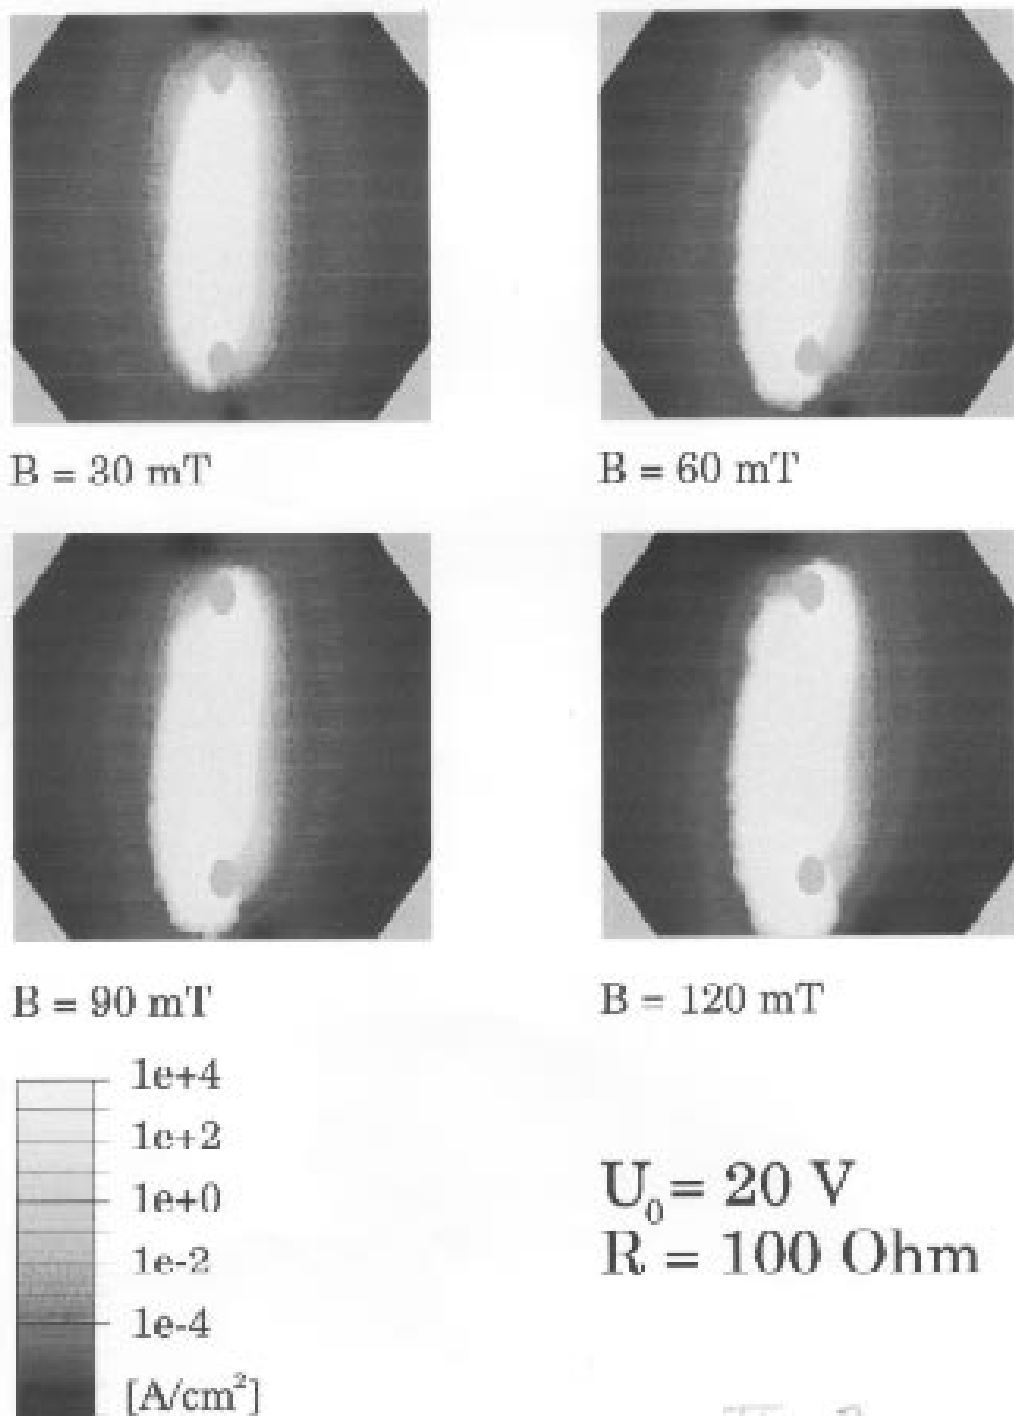 B = 30 mT
B = 60 mT
B = 90 mT
B = 120 mT
1e+4
1e+2
1e+0
1e-2
1e-4
[A/cm²]
U₀ = 20 V
R = 100 Ohm